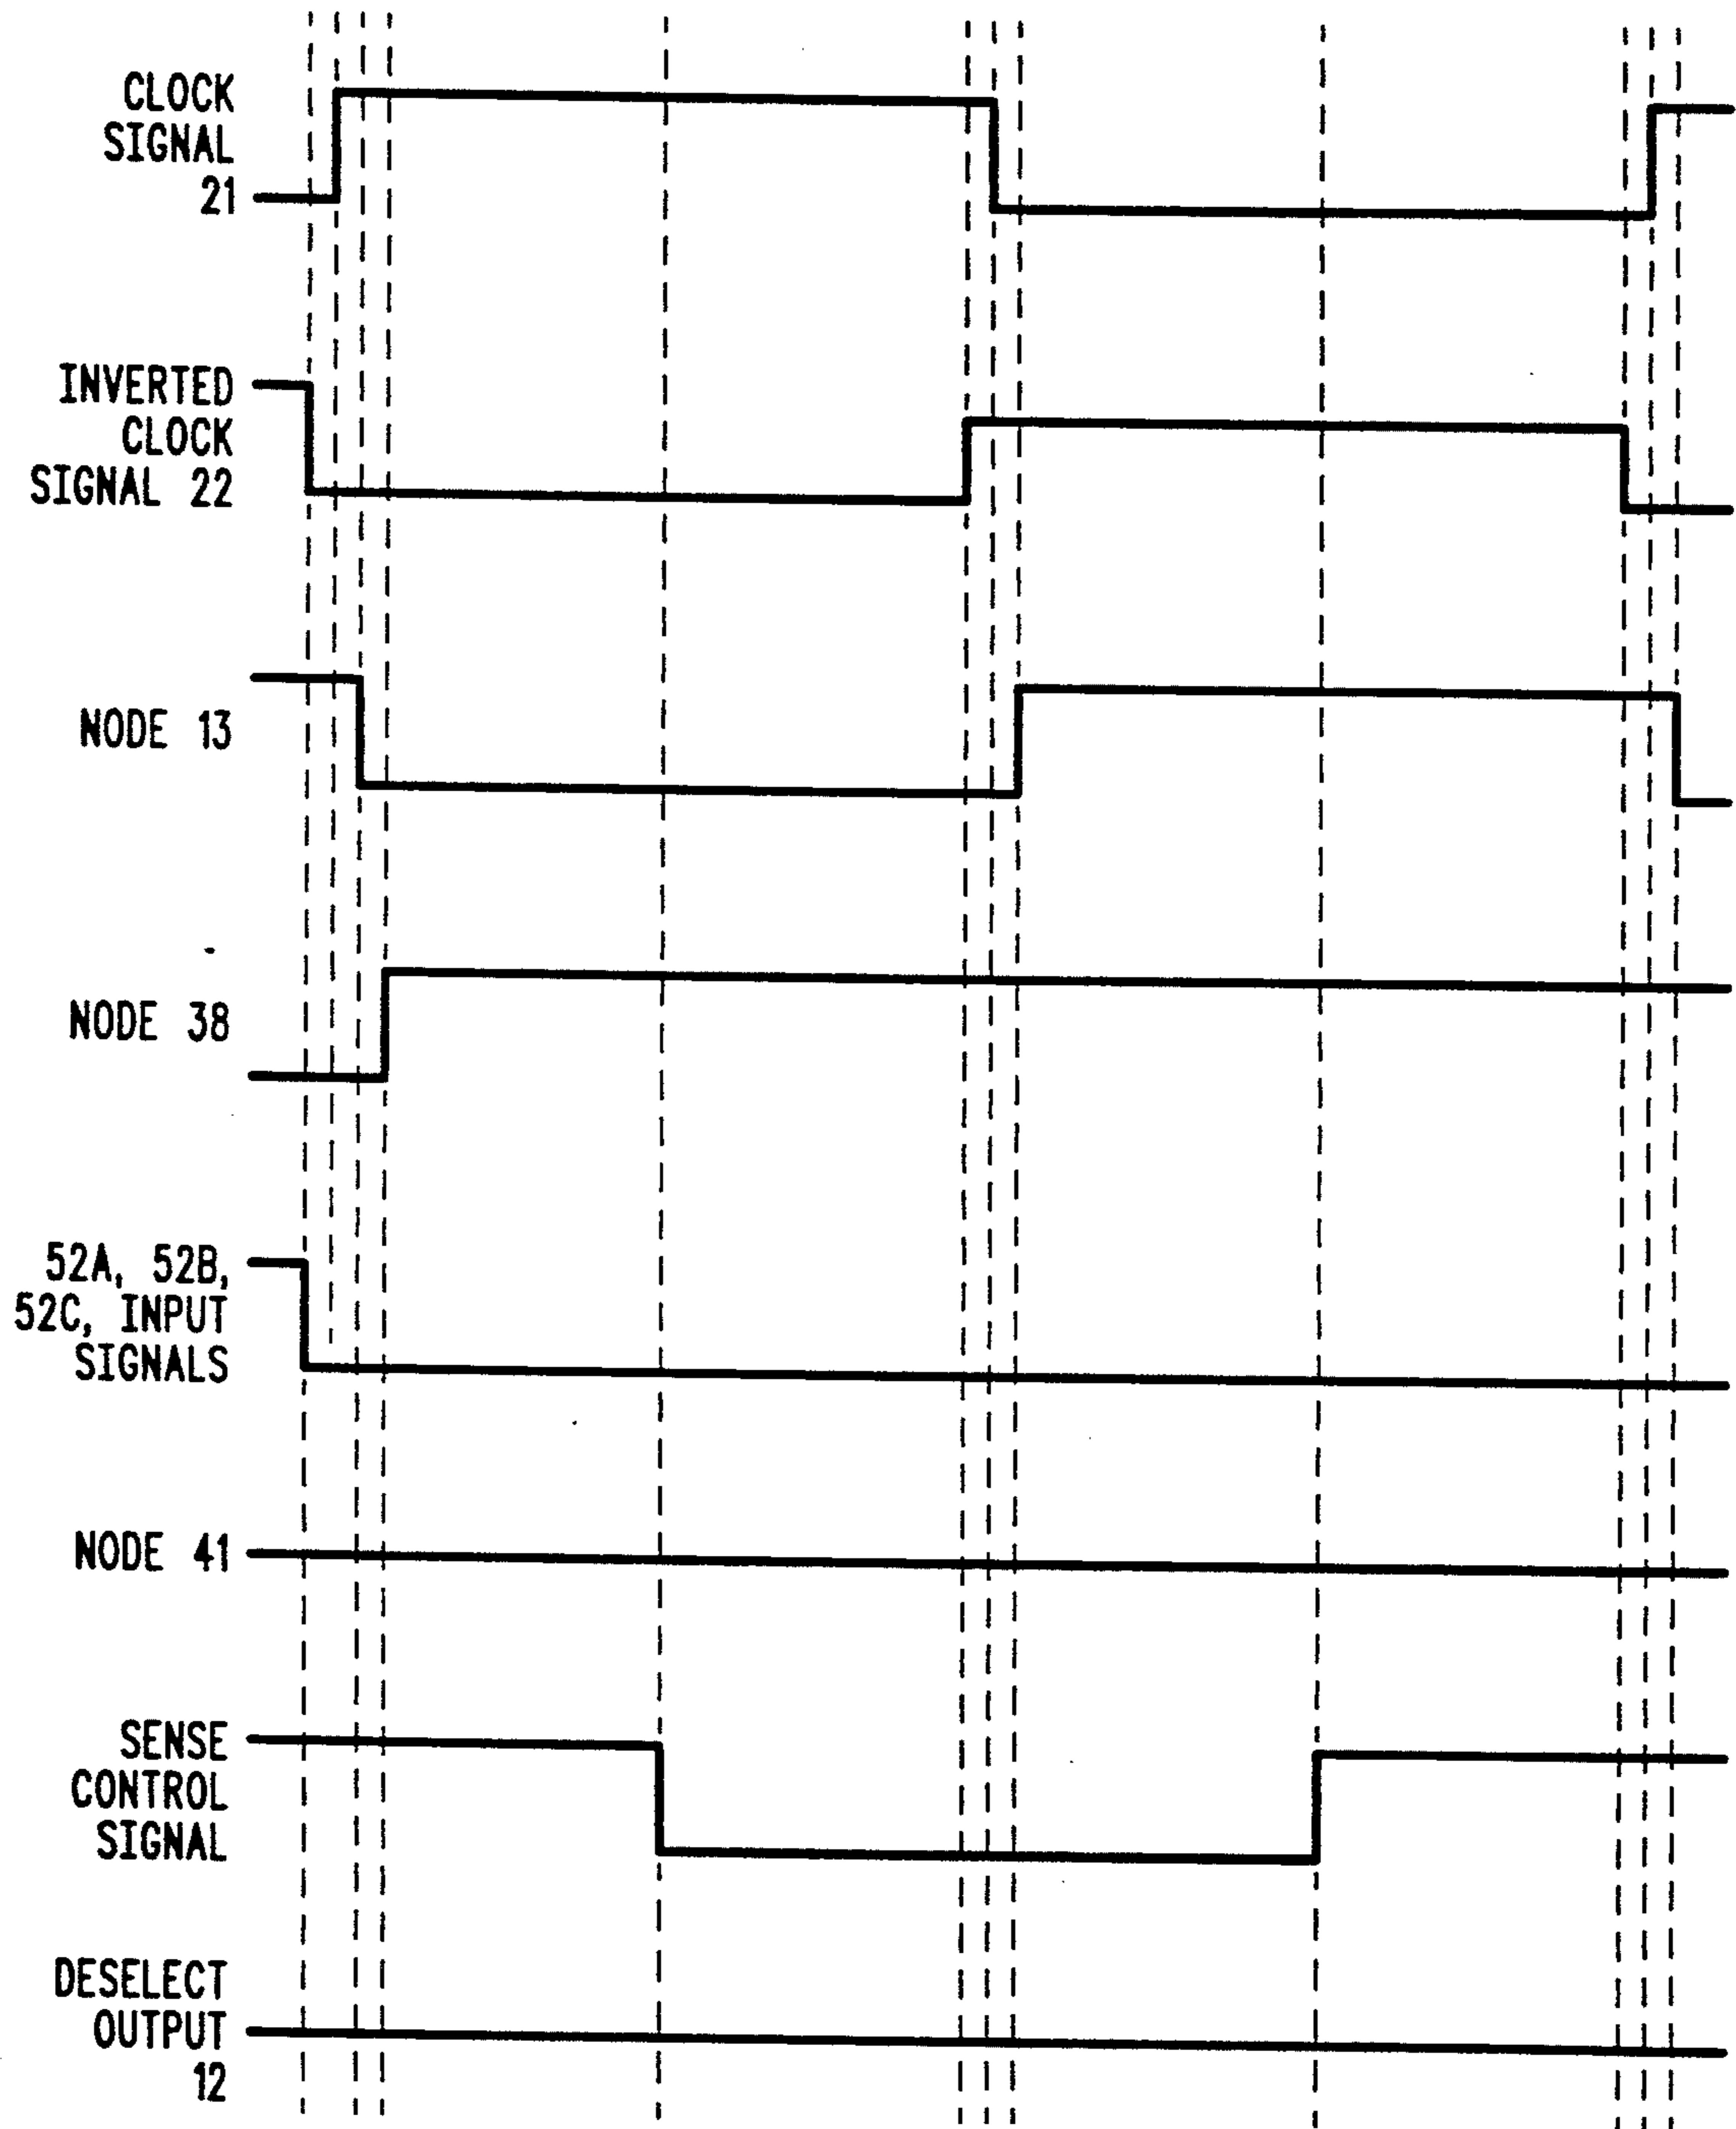 CLOCK
SIGNAL
21
INVERTED
CLOCK
SIGNAL 22
NODE 13
NODE 38
52A, 52B,
52C, INPUT
SIGNALS
NODE 41
SENSE
CONTROL
SIGNAL
DESELECT
OUTPUT
12